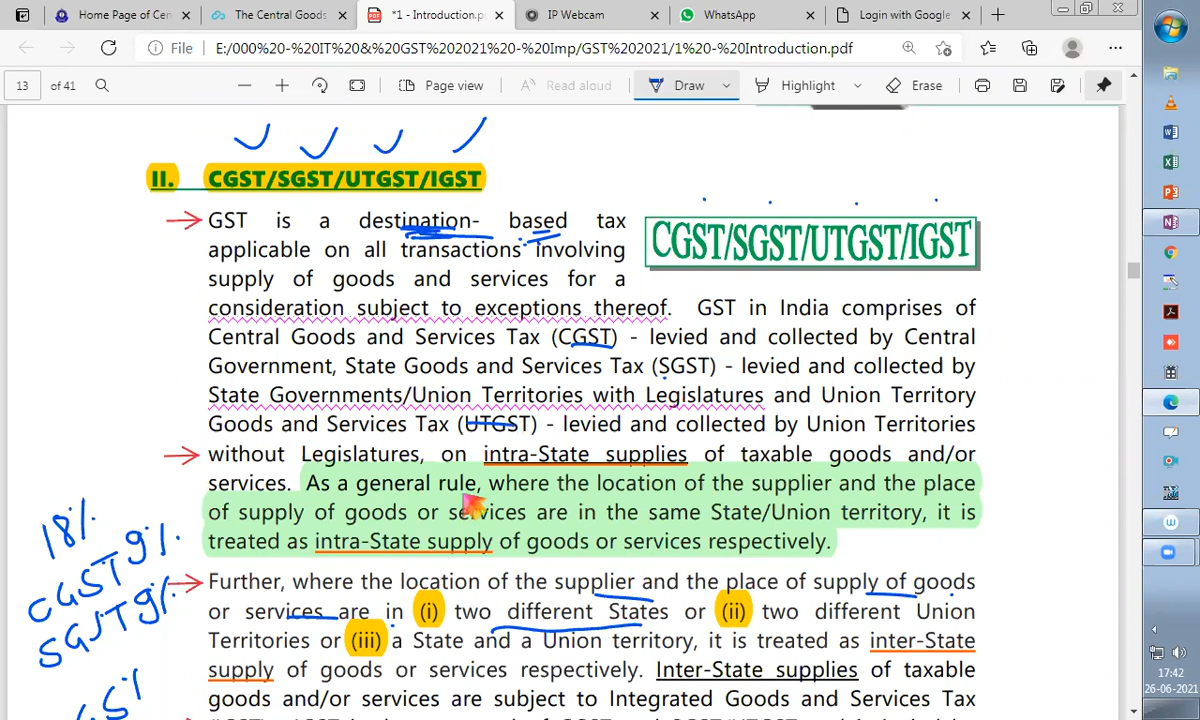 Home Page of Cen
The Central Goods
*1 - Introduction.p
IP Webcam
WhatsApp
Login with Google
File
E:/000%20-%20IT%20&%20GST%202021%20-%20Imp/GST%202021/1%20-%20Introduction.pdf
13 of 41
Page view
Read aloud
Draw
Highlight
Erase
II. CGST/SGST/UTGST/IGST
GST is a destination- based tax
applicable on all transactions involving
supply of goods and services for a
CGST/SGST/UTGST/IGST
consideration subject to exceptions thereof. GST in India comprises of
Central Goods and Services Tax (CGST) - levied and collected by Central
Government, State Goods and Services Tax (SGST) - levied and collected by
State Governments/Union Territories with Legislatures and Union Territory
Goods and Services Tax (UTGST) - levied and collected by Union Territories
without Legislatures, on intra-State supplies of taxable goods and/or
services. As a general rule, where the location of the supplier and the place
of supply of goods or services are in the same State/Union territory, it is
treated as intra-State supply of goods or services respectively.
18%
CGST 9%
SGST 9%
Further, where the location of the supplier and the place of supply of goods
or services are in (i) two different States or (ii) two different Union
Territories or (iii) a State and a Union territory, it is treated as inter-State
supply of goods or services respectively. Inter-State supplies of taxable
goods and/or services are subject to Integrated Goods and Services Tax
17:42
26-06-2021